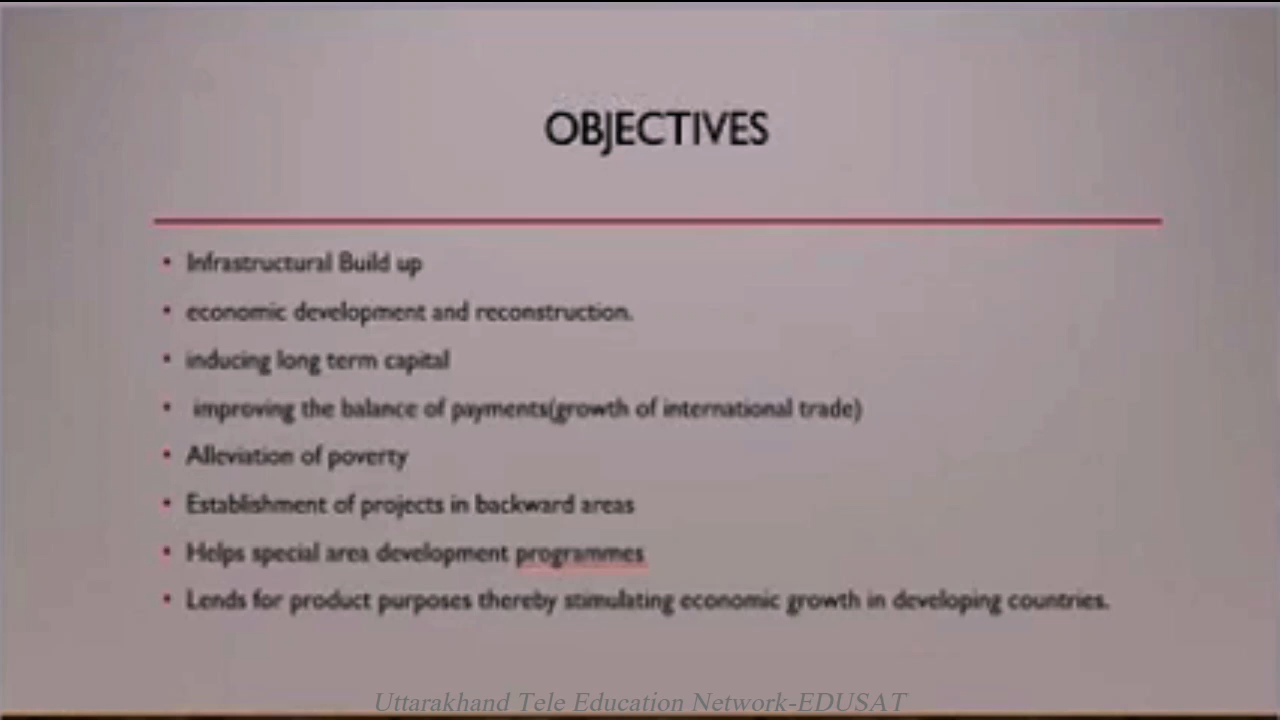 OBJECTIVES
• Infrastructural Build up
• economic development and reconstruction.
• inducing long term capital
• improving the balance of payments(growth of international trade)
• Alleviation of poverty
• Establishment of projects in backward areas
• Helps special area development programmes
• Lends for product purposes thereby stimulating economic growth in developing countries.
Uttarakhand Tele Education Network-EDUSAT